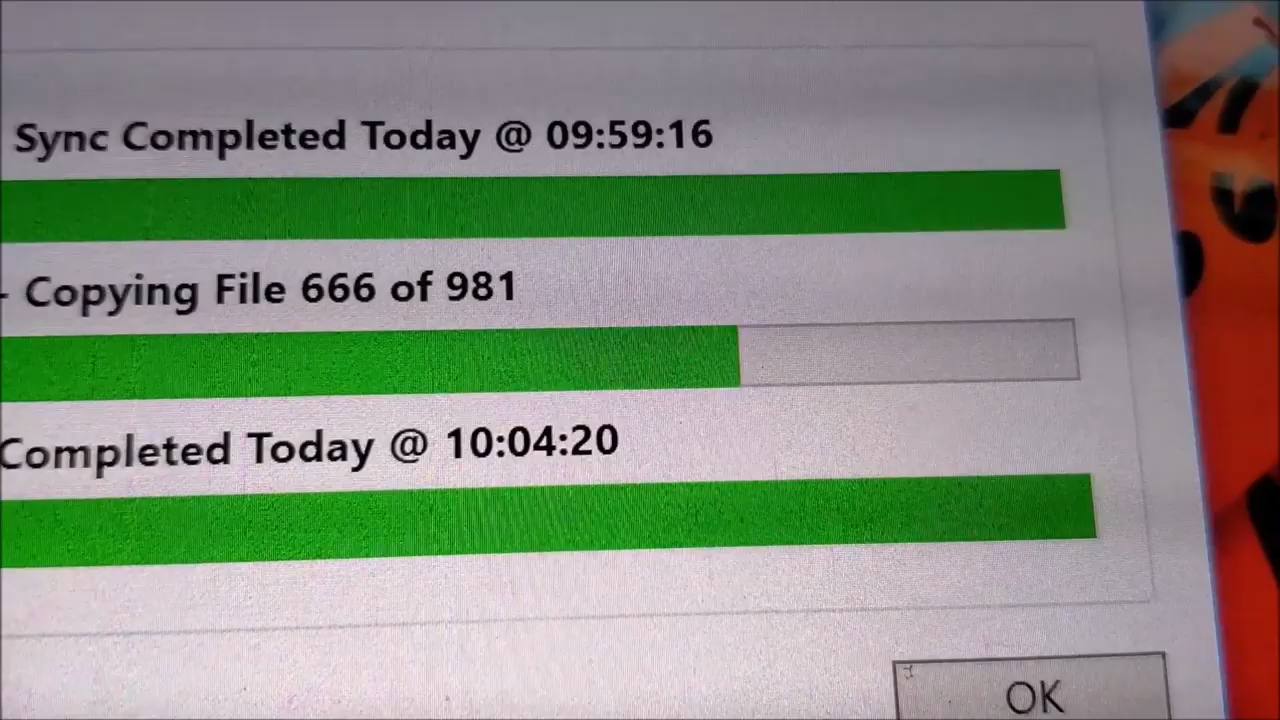 Sync Completed Today @ 09:59:16
- Copying File 666 of 981
Completed Today @ 10:04:20
OK